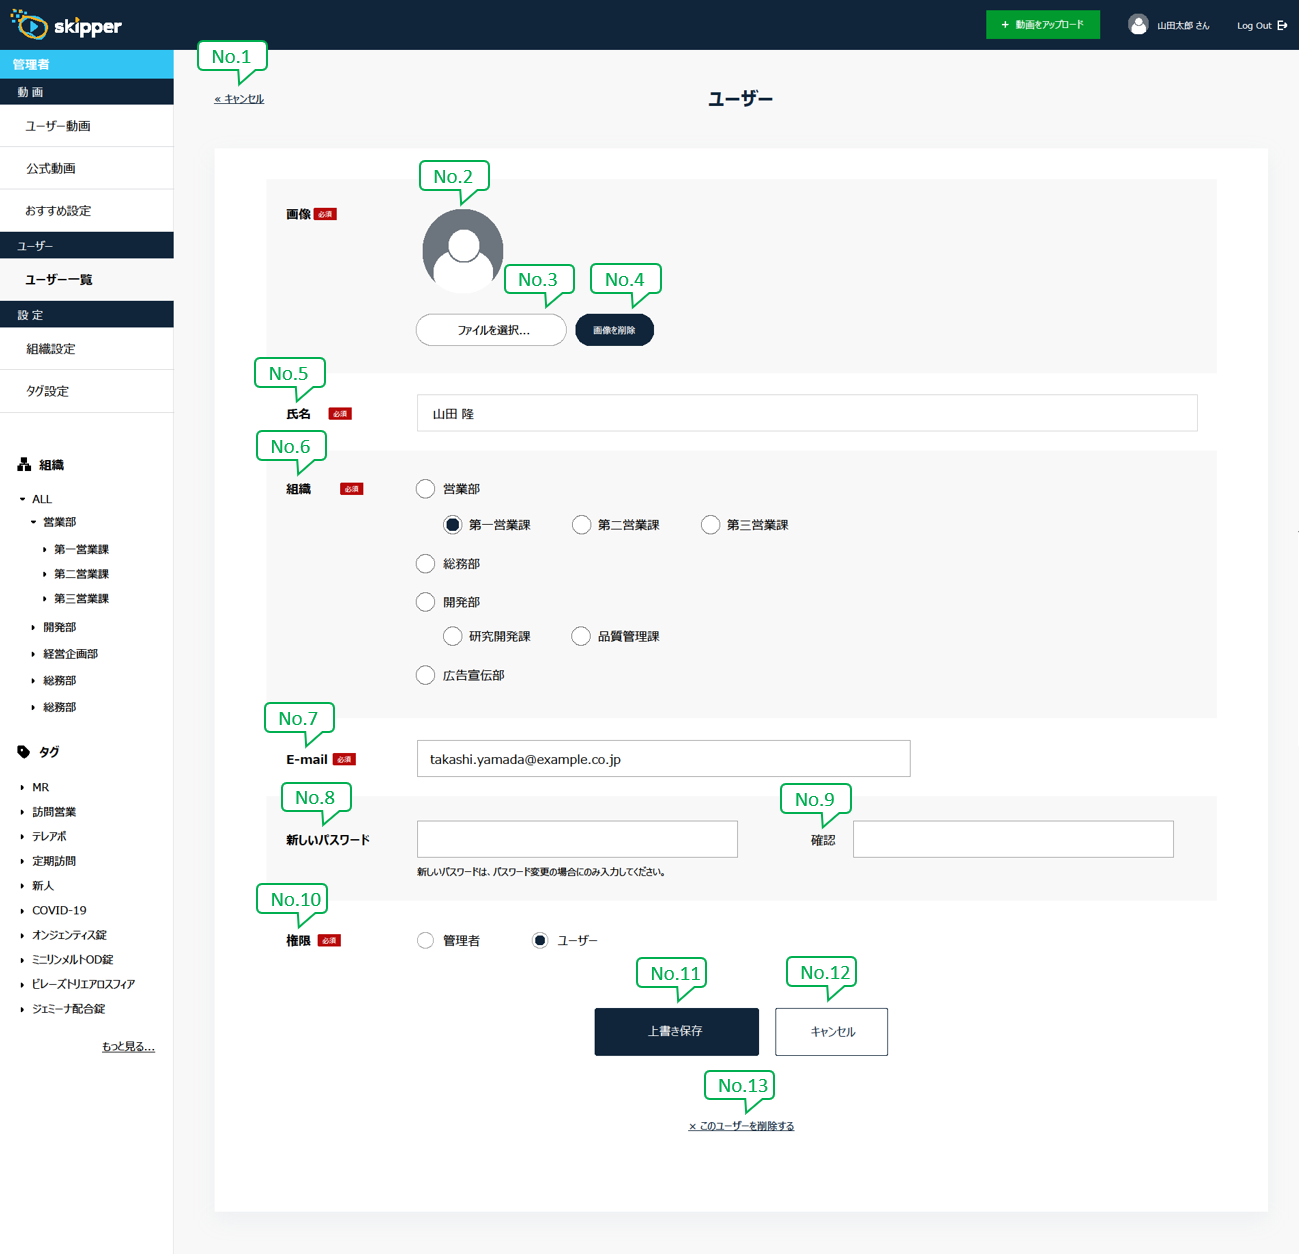 skipper
+ 動画をアップロード
山田太郎 さん
Log Out
管理者
動 画
ユーザー動画
公式動画
おすすめ設定
ユーザー
ユーザー一覧
設 定
組織設定
タグ設定
組織
ALL
営業部
第一営業課
第二営業課
第三営業課
開発部
経営企画部
総務部
総務部
タグ
MR
訪問営業
テレアポ
定期訪問
新人
COVID-19
オンジェンティス錠
ミニリンメルトOD錠
ビレーズトリエアロスフィア
ジェミーナ配合錠
もっと見る...
No.1
« キャンセル
ユーザー
No.2
画像 必須
No.3
No.4
ファイルを選択...
画像を削除
No.5
氏名 必須
山田 隆
No.6
組織 必須
営業部
第一営業課 第二営業課 第三営業課
総務部
開発部
研究開発課 品質管理課
広告宣伝部
No.7
E-mail 必須
takashi.yamada@example.co.jp
No.8
No.9
新しいパスワード
確認
新しいパスワードは、パスワード変更の場合にのみ入力してください。
No.10
権限 必須
管理者 ユーザー
No.11
No.12
上書き保存
キャンセル
No.13
× このユーザーを削除する